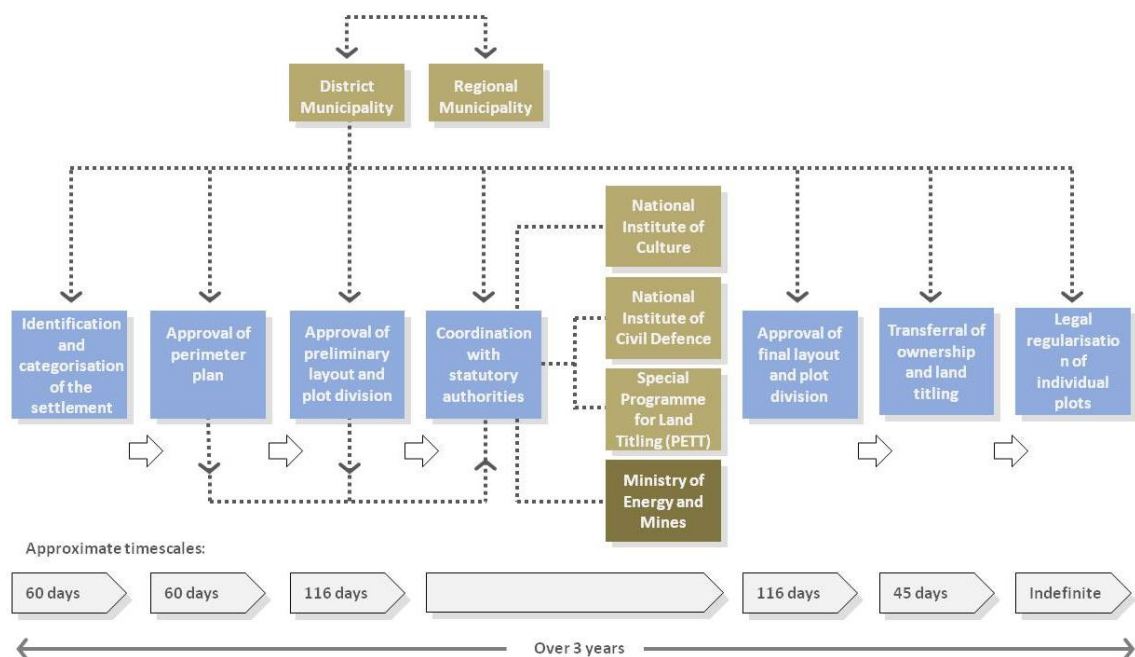 District
Municipality
Regional
Municipality
National
Institute of
Culture
National
Institute of
Civil Defence
Special
Programme
for Land
Titling (PETT)
Ministry of
Energy and
Mines
Identification
and
categorisation
of the
settlement
Approval of
perimeter
plan
Approval of
preliminary
layout and
plot division
Coordination
with
statutory
authorities
Approval of
final layout
and plot
division
Transferral of
ownership
and land
titling
Legal
regularisatio
n of
individual
plots
Approximate timescales:
60 days
60 days
116 days
116 days
45 days
Indefinite
Over 3 years